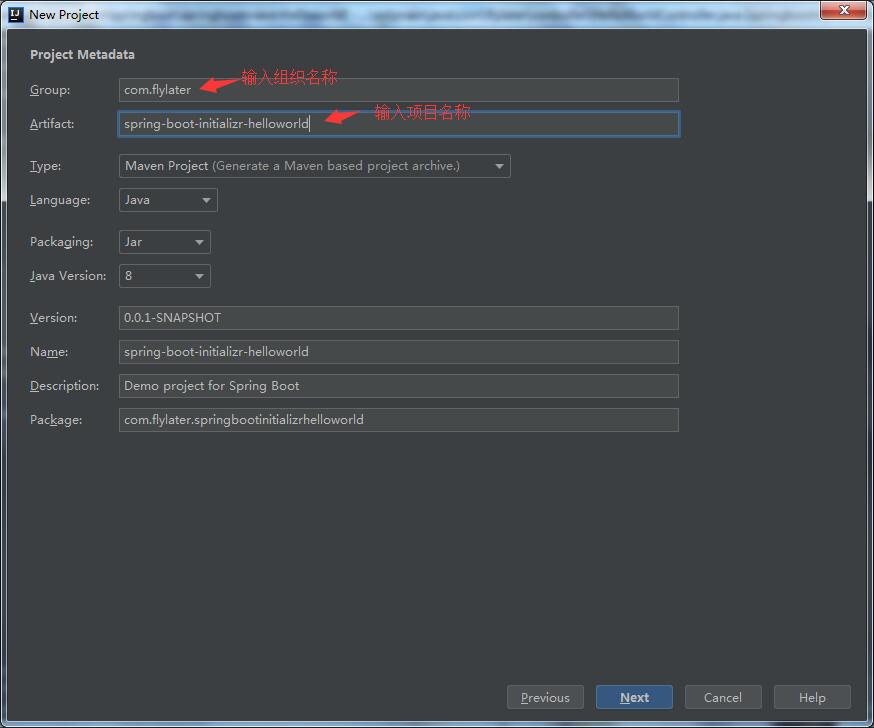 New Project
Project Metadata
Group: com.flylater 输入组织名称
Artifact: spring-boot-initializr-helloworld 输入项目名称
Type: Maven Project (Generate a Maven based project archive.)
Language: Java
Packaging: Jar
Java Version: 8
Version: 0.0.1-SNAPSHOT
Name: spring-boot-initializr-helloworld
Description: Demo project for Spring Boot
Package: com.flylater.springbootinitializrhelloworld
Previous Next Cancel Help